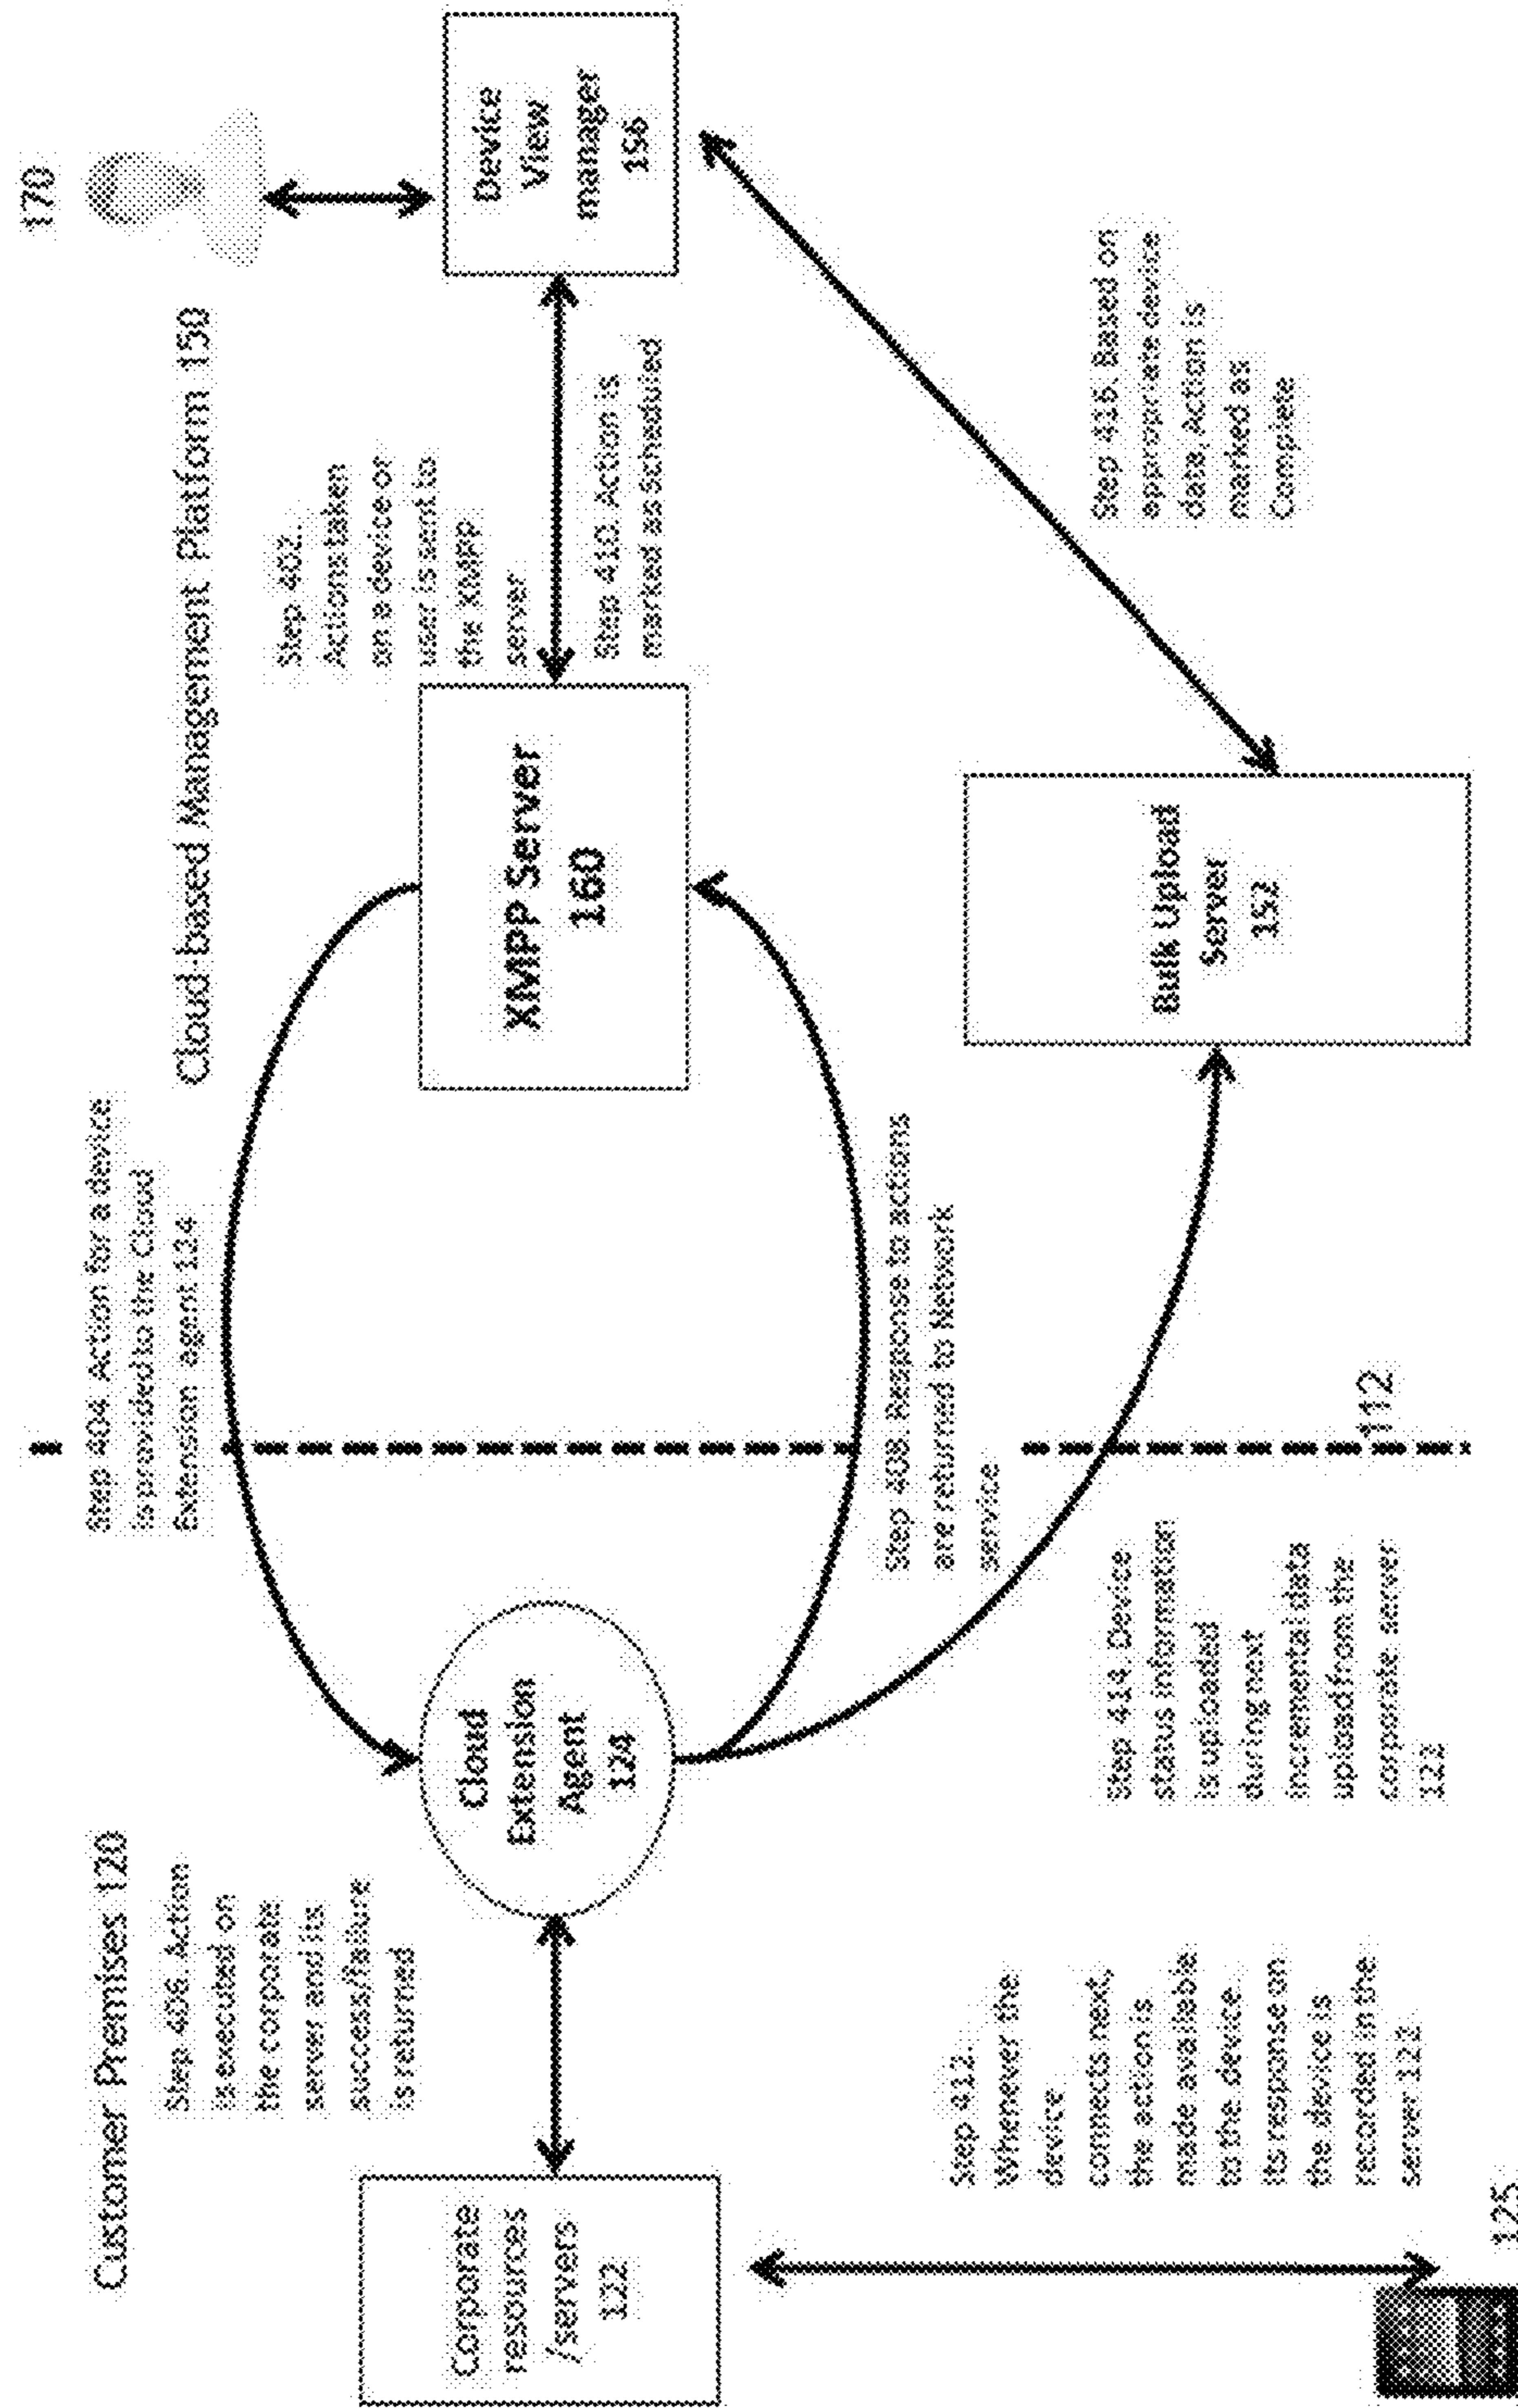 Customer Premises 120
Cloud-based Management Platform 150
170
Step 406. Action
is executed on
the corporate
server and its
success/failure
is returned
Step 404. Action for a device
is provided to the Cloud
Extension agent 124
Step 402.
Actions taken
on a device or
user is sent to
the XMPP
server
Corporate
resources
/servers
122
Cloud
Extension
Agent
124
XMPP Server
160
Device
View
manager
156
Step 410. Action is
marked as scheduled
Step 408. Response to actions
are returned to Network
service
Step 412.
Whenever the
device
connects next,
the action is
made available
to the device.
Its response on
the device is
recorded in the
server 122
Step 414. Device
status information
is uploaded
during next
incremental data
upload from the
corporate server
122
Bulk Upload
Server
152
Step 416. Based on
appropriate device
data, Action is
marked as
Complete
112
125